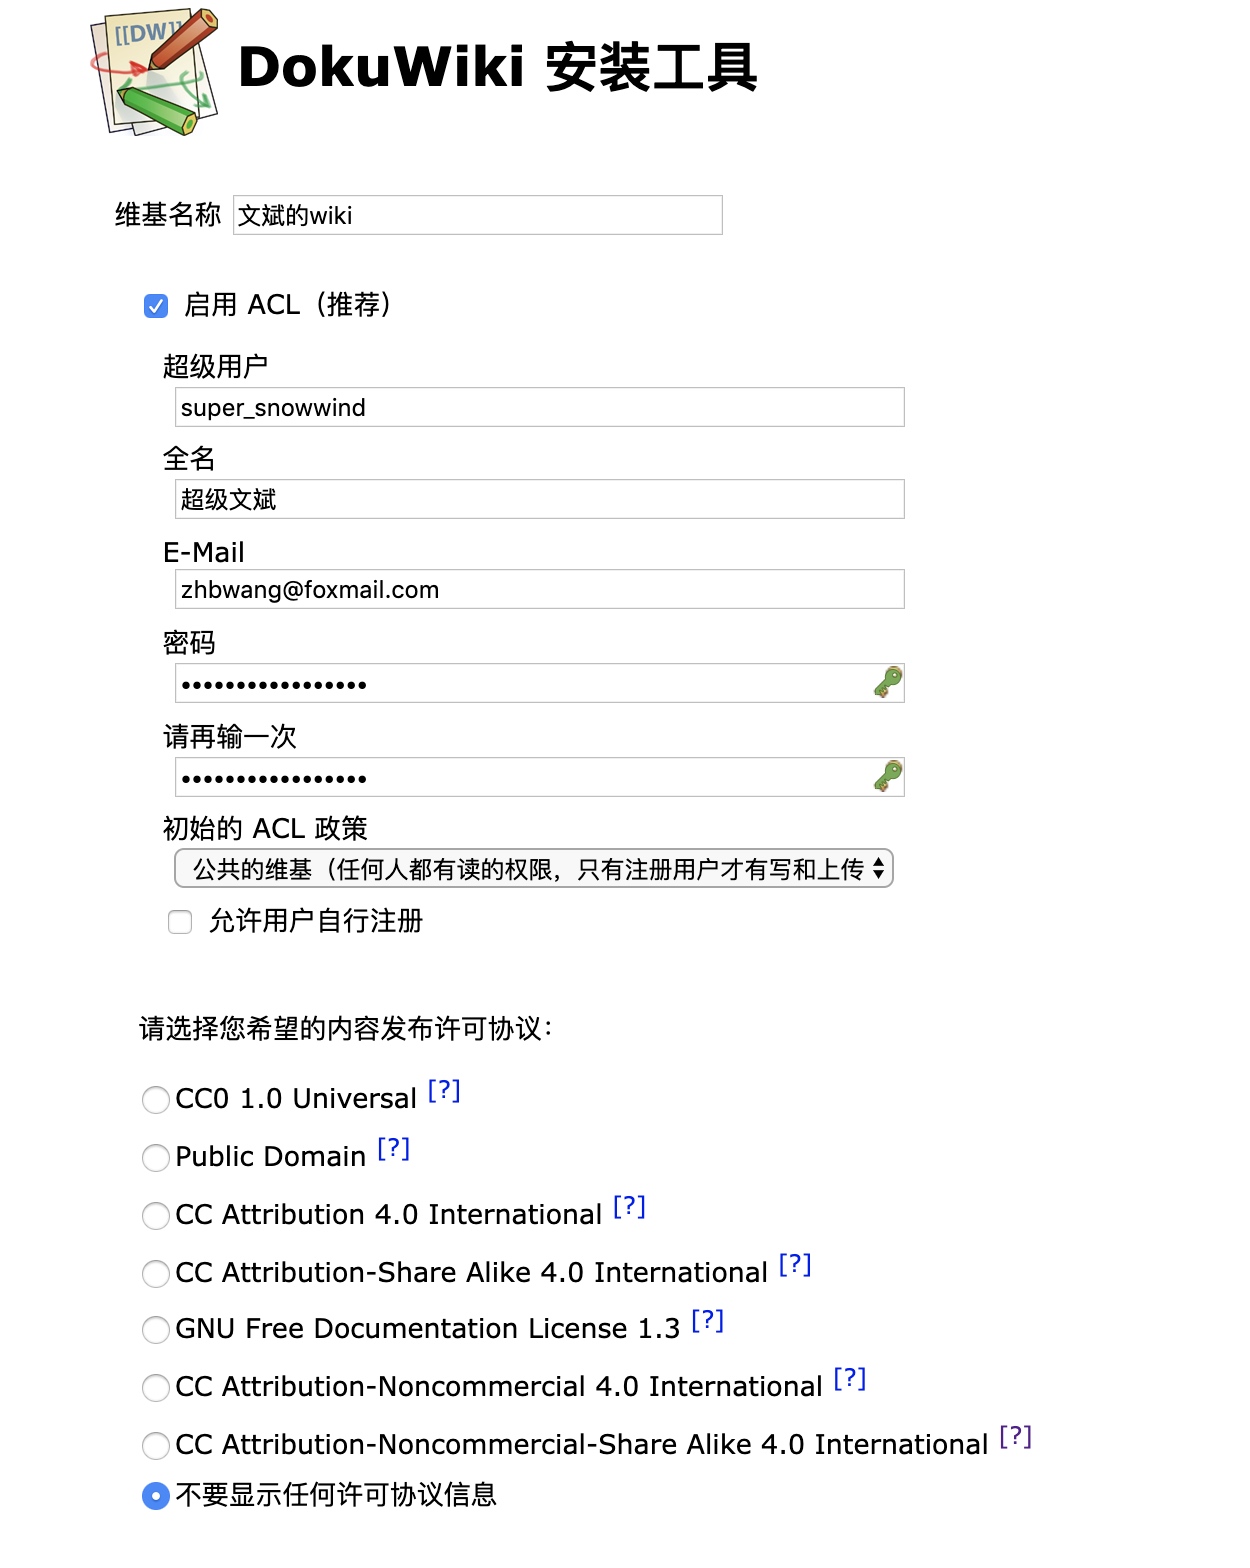 [[DW]]
DokuWiki 安装工具
维基名称 文斌的wiki
启用 ACL（推荐）
超级用户
super_snowwind
全名
超级文斌
E-Mail
zhbwang@foxmail.com
密码
•••••••••••••••••
请再输一次
•••••••••••••••••
初始的 ACL 政策
公共的维基（任何人都有读的权限，只有注册用户才有写和上传
允许用户自行注册
请选择您希望的内容发布许可协议：
CC0 1.0 Universal [?]
Public Domain [?]
CC Attribution 4.0 International [?]
CC Attribution-Share Alike 4.0 International [?]
GNU Free Documentation License 1.3 [?]
CC Attribution-Noncommercial 4.0 International [?]
CC Attribution-Noncommercial-Share Alike 4.0 International [?]
不要显示任何许可协议信息